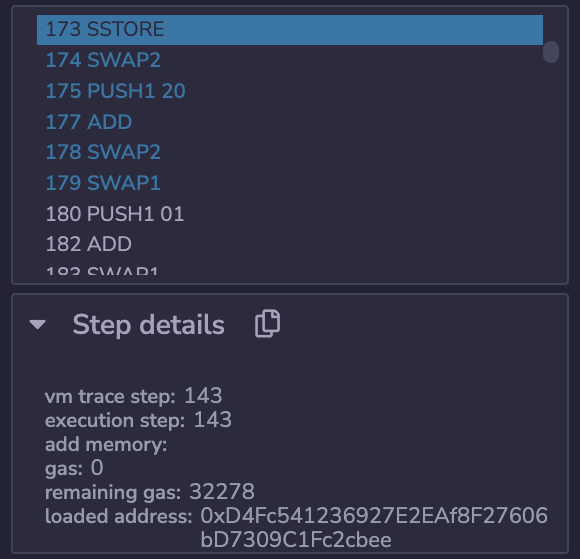 173 SSTORE
174 SWAP2
175 PUSH1 20
177 ADD
178 SWAP2
179 SWAP1
180 PUSH1 01
182 ADD
183 SWAP1
Step details
vm trace step: 143
execution step: 143
add memory:
gas: 0
remaining gas: 32278
loaded address: 0xD4Fc541236927E2EAf8F27606
bD7309C1Fc2cbee